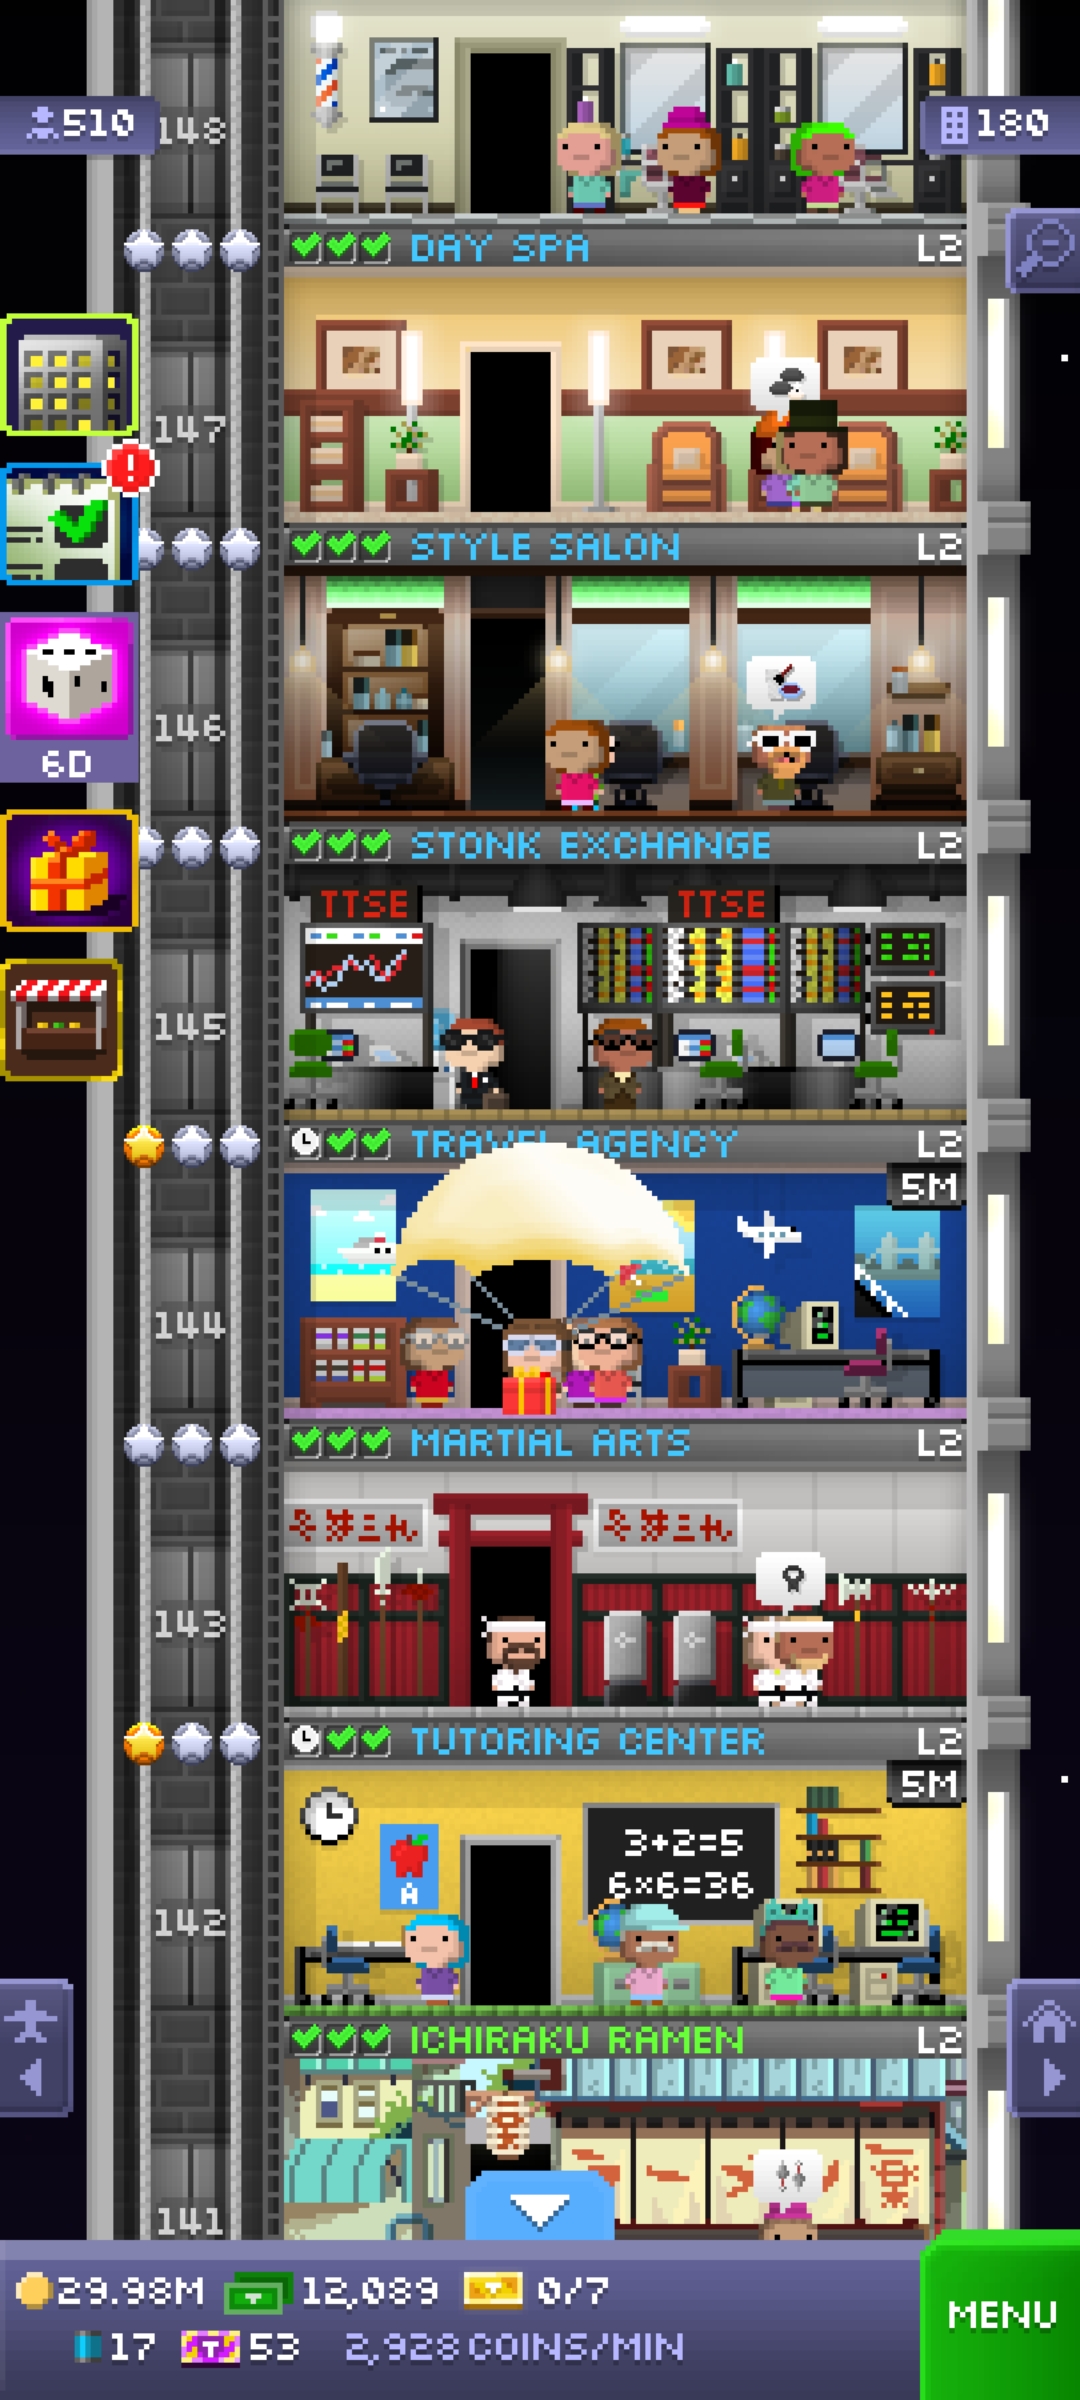 148
510
180
DAY SPA L2
147
STYLE SALON L2
146
6D
STONK EXCHANGE L2
TTSE TTSE
145
TRAVEL AGENCY L2
5M
144
MARTIAL ARTS L2
143
TUTORING CENTER L2
5M
3+2=5
A
6x6=36
142
ICHIRAKU RAMEN L2
141
29.98M 12,089 0/7
17 T 53 2,928 COINS/MIN
MENU